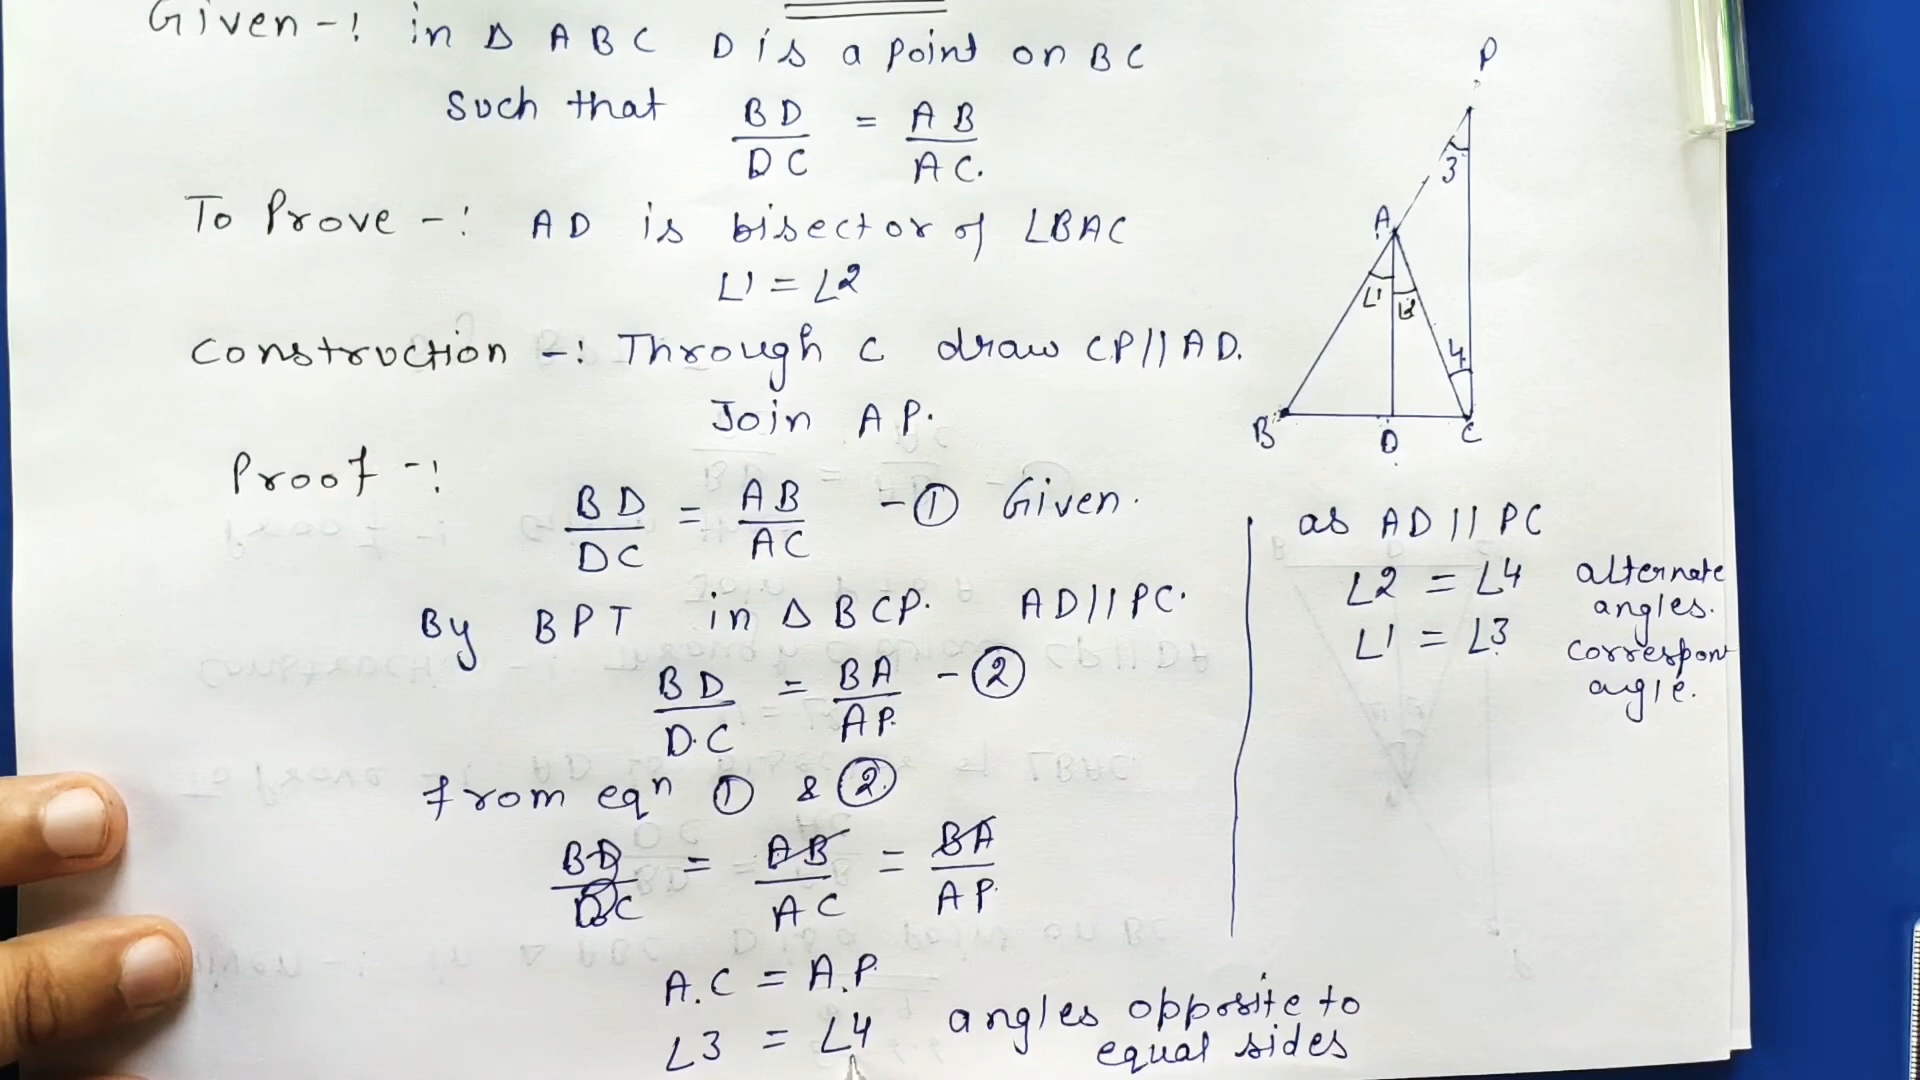 Given -: in Δ ABC D is a point on BC
Such that BD/DC = AB/AC.
To Prove -: AD is bisector of ∠BAC
∠1 = ∠2
Construction -: Through C draw CP || AD.
Join AP.
Proof -:
BD/DC = AB/AC - ① Given.
By BPT in Δ BCP. AD || PC.
BD/D.C = BA/AP. - ②
from eqⁿ ① & ②
BD/DC = AB/AC = BA/AP.
A.C = A.P.
∠3 = ∠4 angles opposite to
equal sides
P
3
A
∠1
∠2
4
B
D
C
as AD || PC
∠2 = ∠4 alternate
angles.
∠1 = ∠3 correspont
angle.